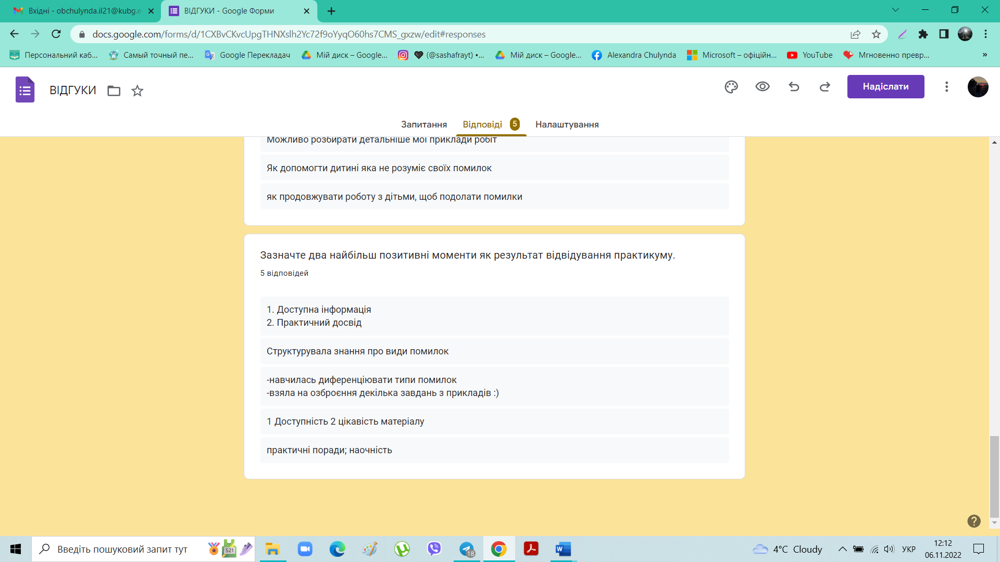 Вхідні - obchulynda.il21@kubg.e
ВІДГУКИ - Google Форми
docs.google.com/forms/d/1CXBvCKvcUpgTHNXslh2Yc72f9oYyqO60hs7CMS_gxzw/edit#responses
Персональний каб...
Самый точный пе...
Google Перекладач
Мій диск – Google...
(@sashafrayt) •...
Мій диск – Google...
Alexandra Chulynda
Microsoft – офіційн...
YouTube
Мгновенно превр...
»
ВІДГУКИ
Надіслати
Запитання
Відповіді 5
Налаштування
Можливо розбирати детальніше мої приклади робіт
Як допомогти дитині яка не розуміє своїх помилок
як продовжувати роботу з дітьми, щоб подолати помилки
Зазначте два найбільш позитивні моменти як результат відвідування практикуму.
5 відповідей
1. Доступна інформація
2. Практичний досвід
Структурувала знання про види помилок
-навчилась диференціювати типи помилок
-взяла на озброєння декілька завдань з прикладів :)
1 Доступність 2 цікавість матеріалу
практичні поради; наочність
Введіть пошуковий запит тут
521
18
4°C Cloudy
УКР
12:12
06.11.2022